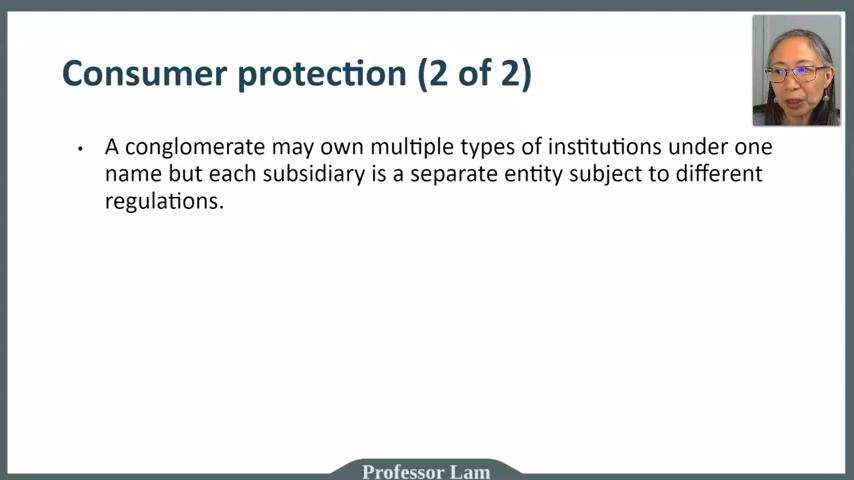 Consumer protection (2 of 2)
• A conglomerate may own multiple types of institutions under one
name but each subsidiary is a separate entity subject to different
regulations.
Professor Lam